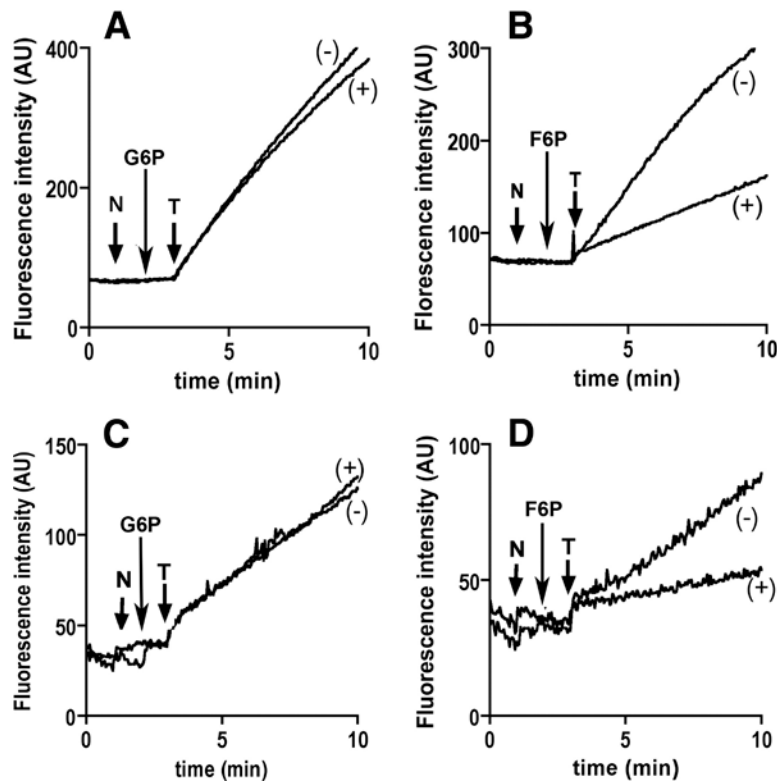 A
Fluorescence intensity (AU)
400
200
0
N
G6P
T
(-)
(+)
0 5 10
time (min)
B
Florescence intensity (AU)
300
200
100
0
N
F6P
T
(-)
(+)
0 5 10
time (min)
C
Fluorescence intensity (AU)
150
100
50
0
N
G6P
T
(+)
(-)
0 5 10
time (min)
D
Fluorescence intensity (AU)
100
50
0
N
F6P
T
(-)
(+)
0 5 10
time (min)